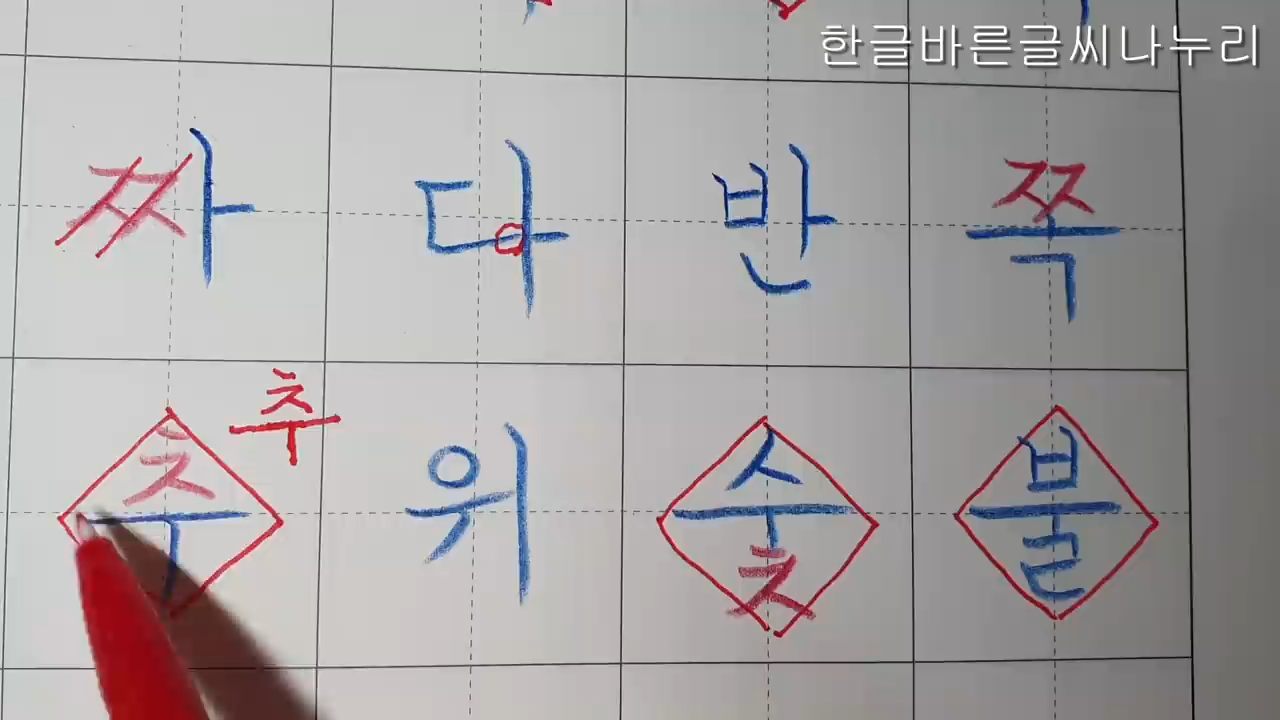 한글바른글씨나누리
짜 다 반 쪽
추
추 위 숯 불